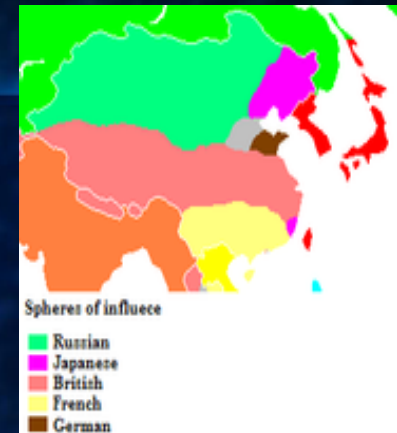 Spheres of influece
Russian
Japanese
British
French
German